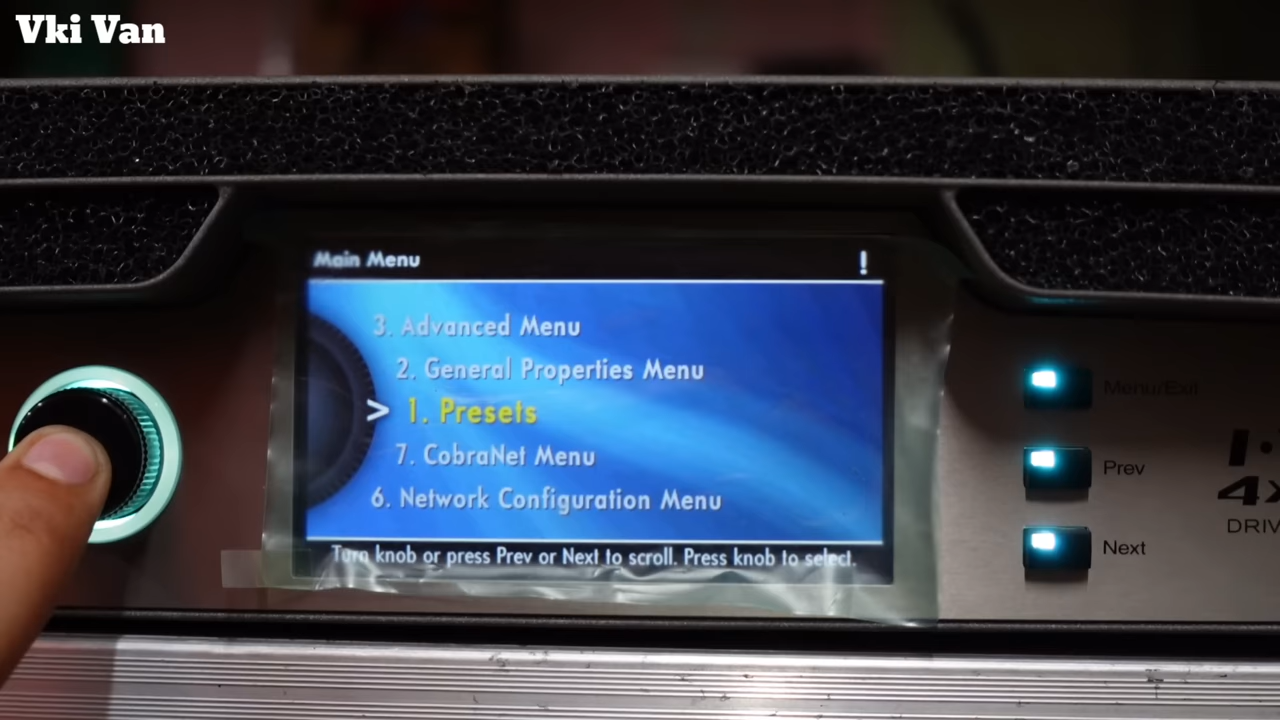 Vki Van
Main Menu !
3. Advanced Menu
2. General Properties Menu
> 1. Presets
7. CobraNet Menu
6. Network Configuration Menu
Turn knob or press Prev or Next to scroll. Press knob to select.
Menu/Exit
Prev
Next
DRIV